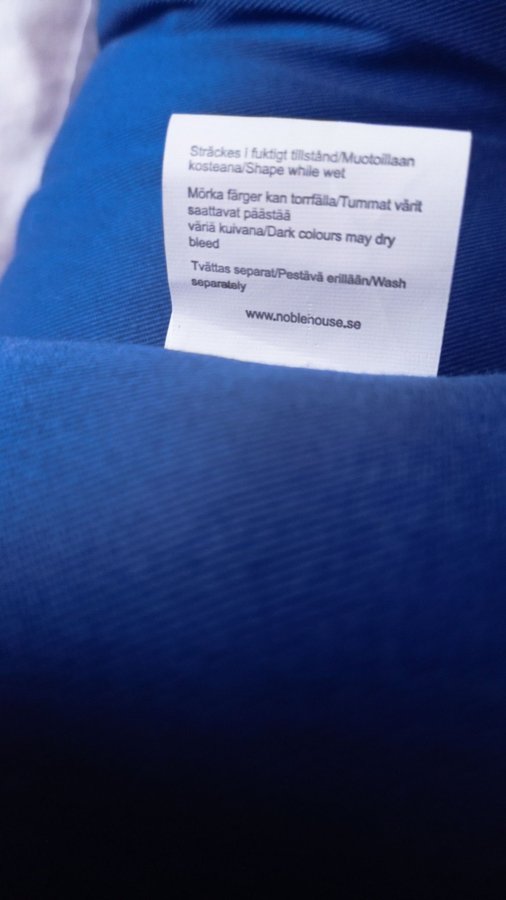 Sträckes i fuktigt tillstånd/Muotoillaan
kosteana/Shape while wet
Mörka färger kan torrfälla/Tummat värit
saattavat päästää
väriä kuivana/Dark colours may dry
bleed
Tvättas separat/Pestävä erillään/Wash
separately
www.noblehouse.se